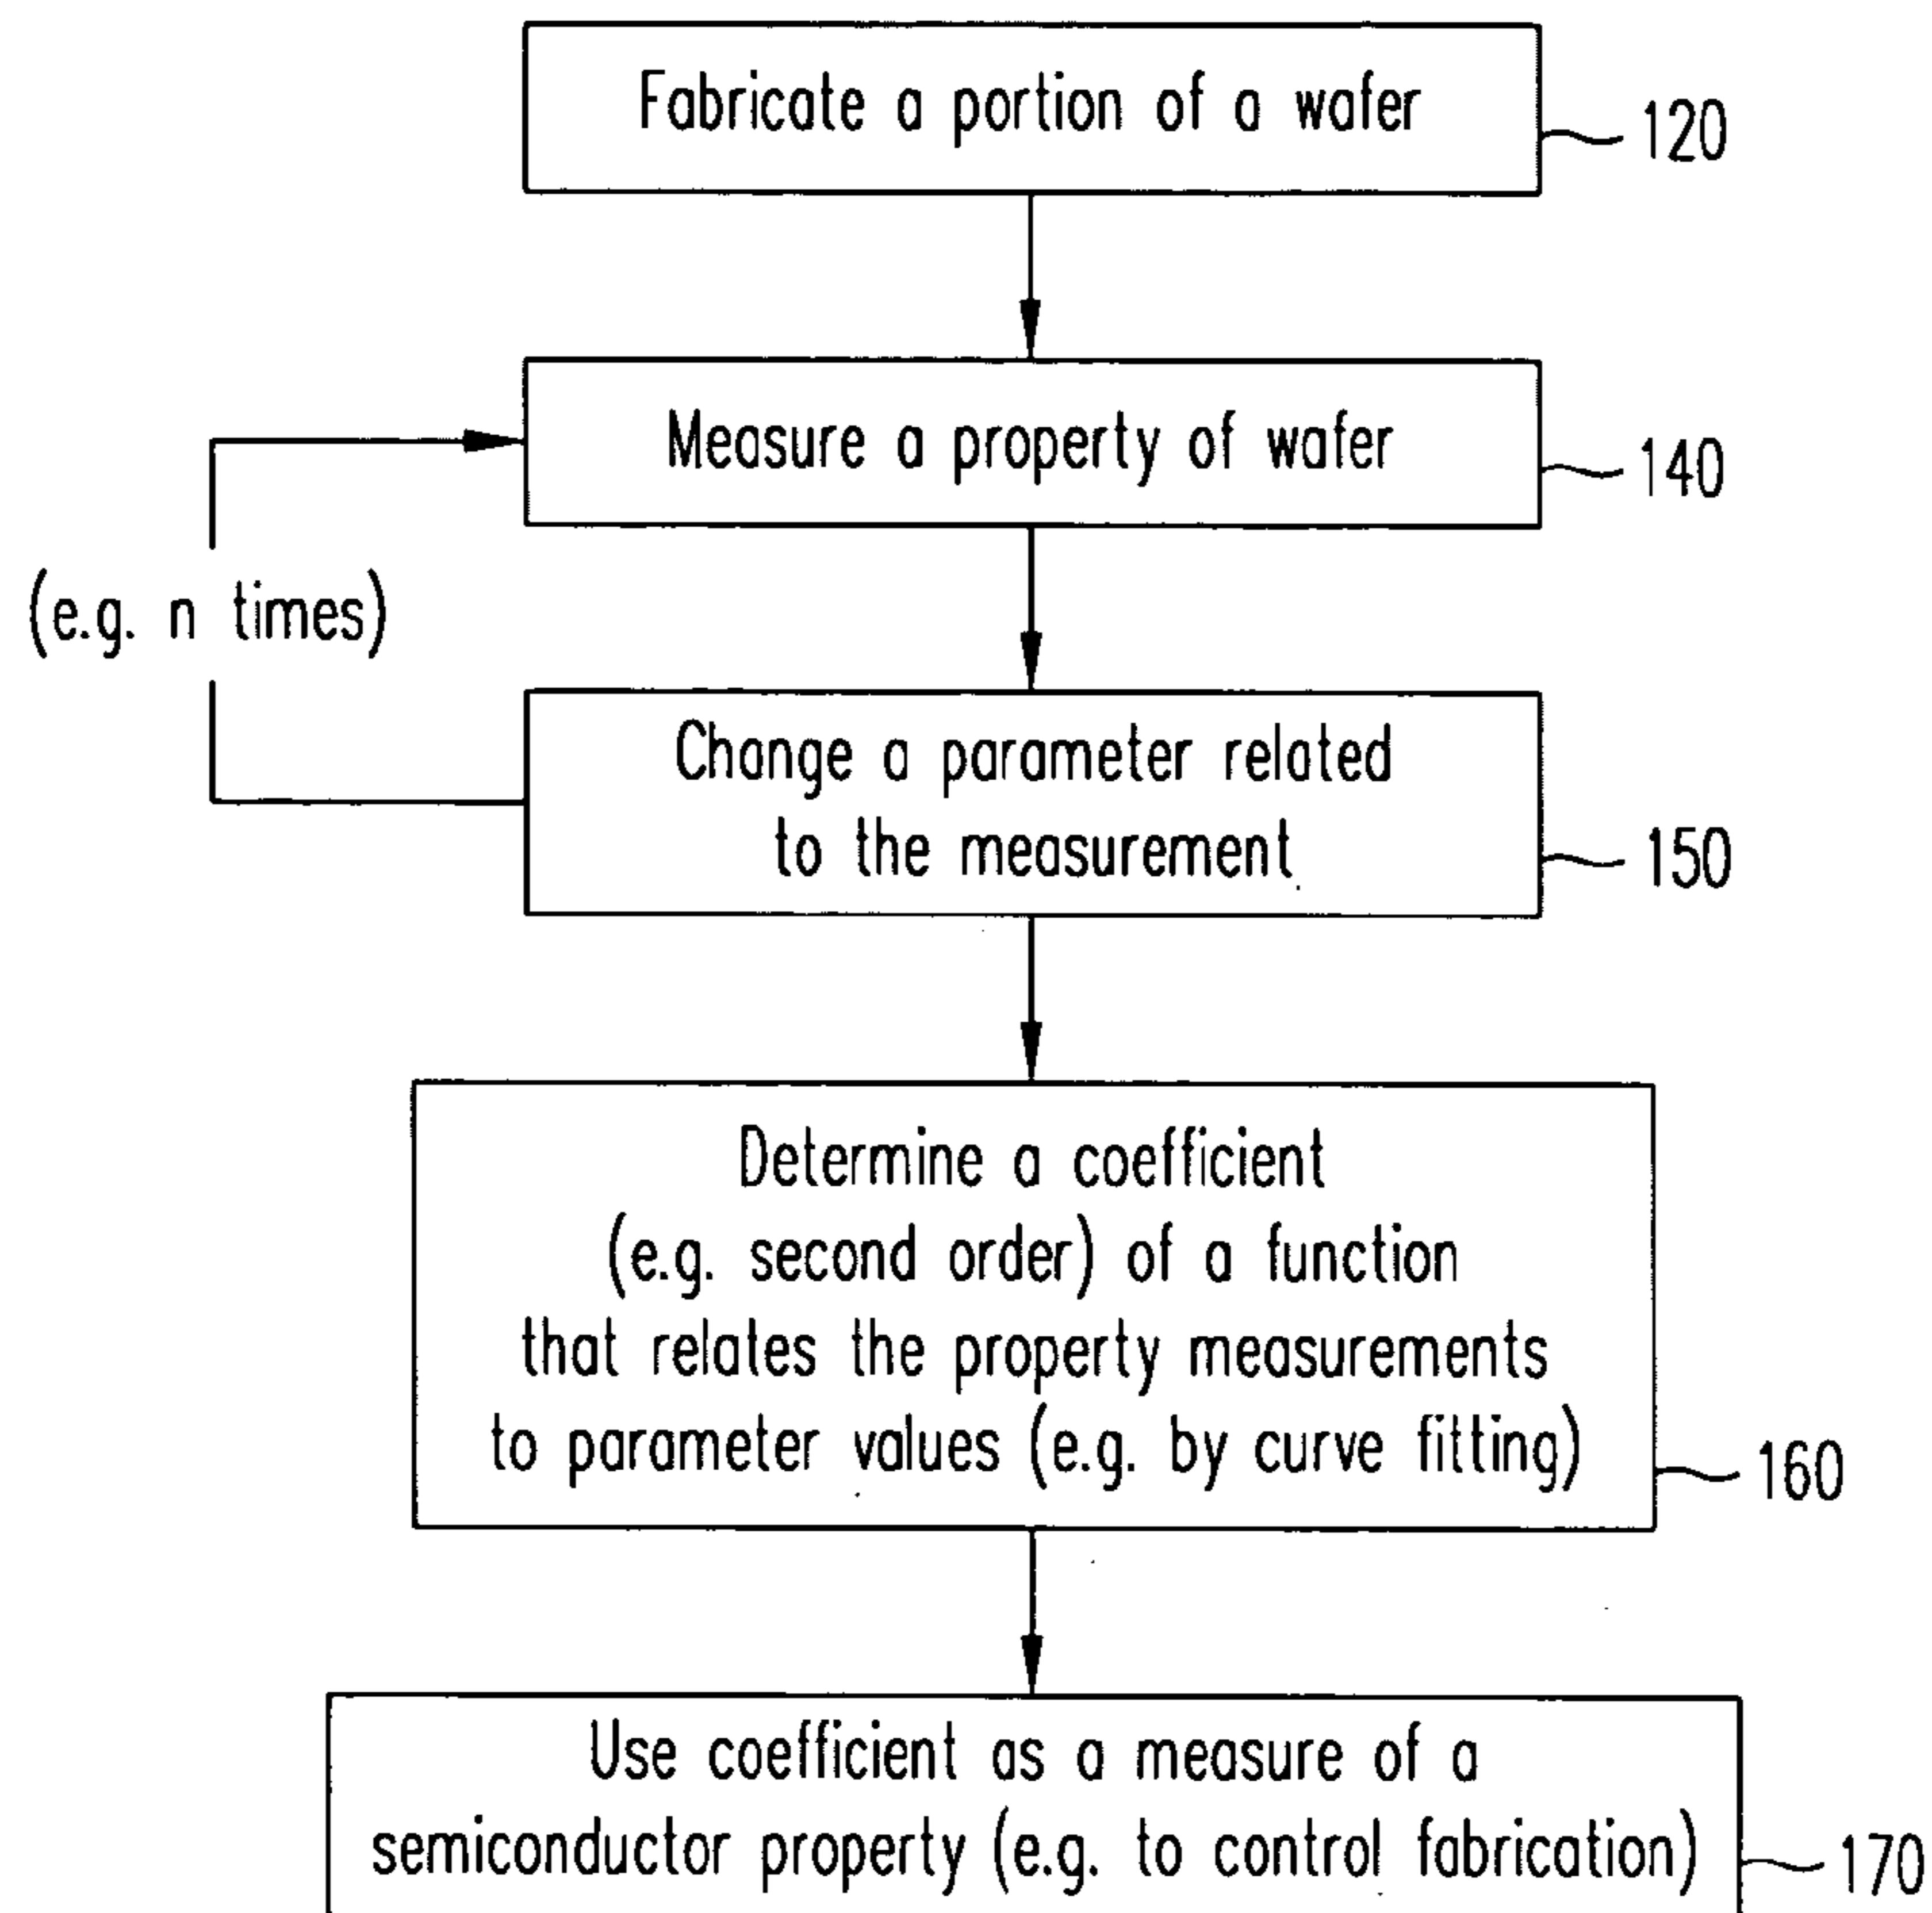 Fabricate a portion of a wafer
120
Measure a property of wafer
140
(e.g. n times)
Change a parameter related
to the measurement
150
Determine a coefficient
(e.g. second order) of a function
that relates the property measurements
to parameter values (e.g. by curve fitting)
160
Use coefficient as a measure of a
semiconductor property (e.g. to control fabrication)
170